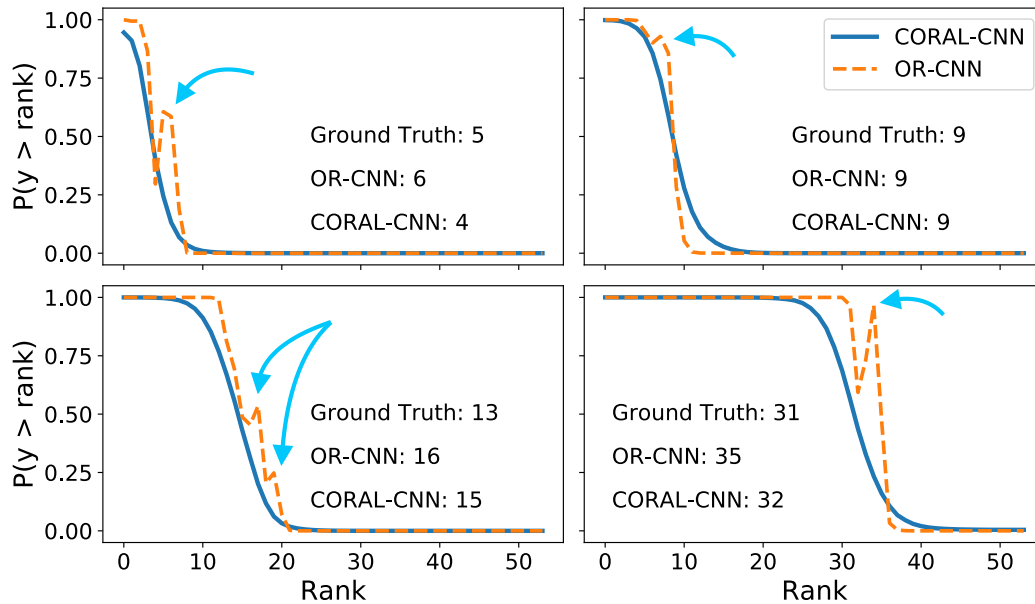 1.00
0.75
0.50
0.25
0.00
P(y > rank)
Ground Truth: 5
OR-CNN: 6
CORAL-CNN: 4
CORAL-CNN
OR-CNN
Ground Truth: 9
OR-CNN: 9
CORAL-CNN: 9
1.00
0.75
0.50
0.25
0.00
P(y > rank)
Ground Truth: 13
OR-CNN: 16
CORAL-CNN: 15
0 10 20 30 40 50
Rank
Ground Truth: 31
OR-CNN: 35
CORAL-CNN: 32
0 10 20 30 40 50
Rank